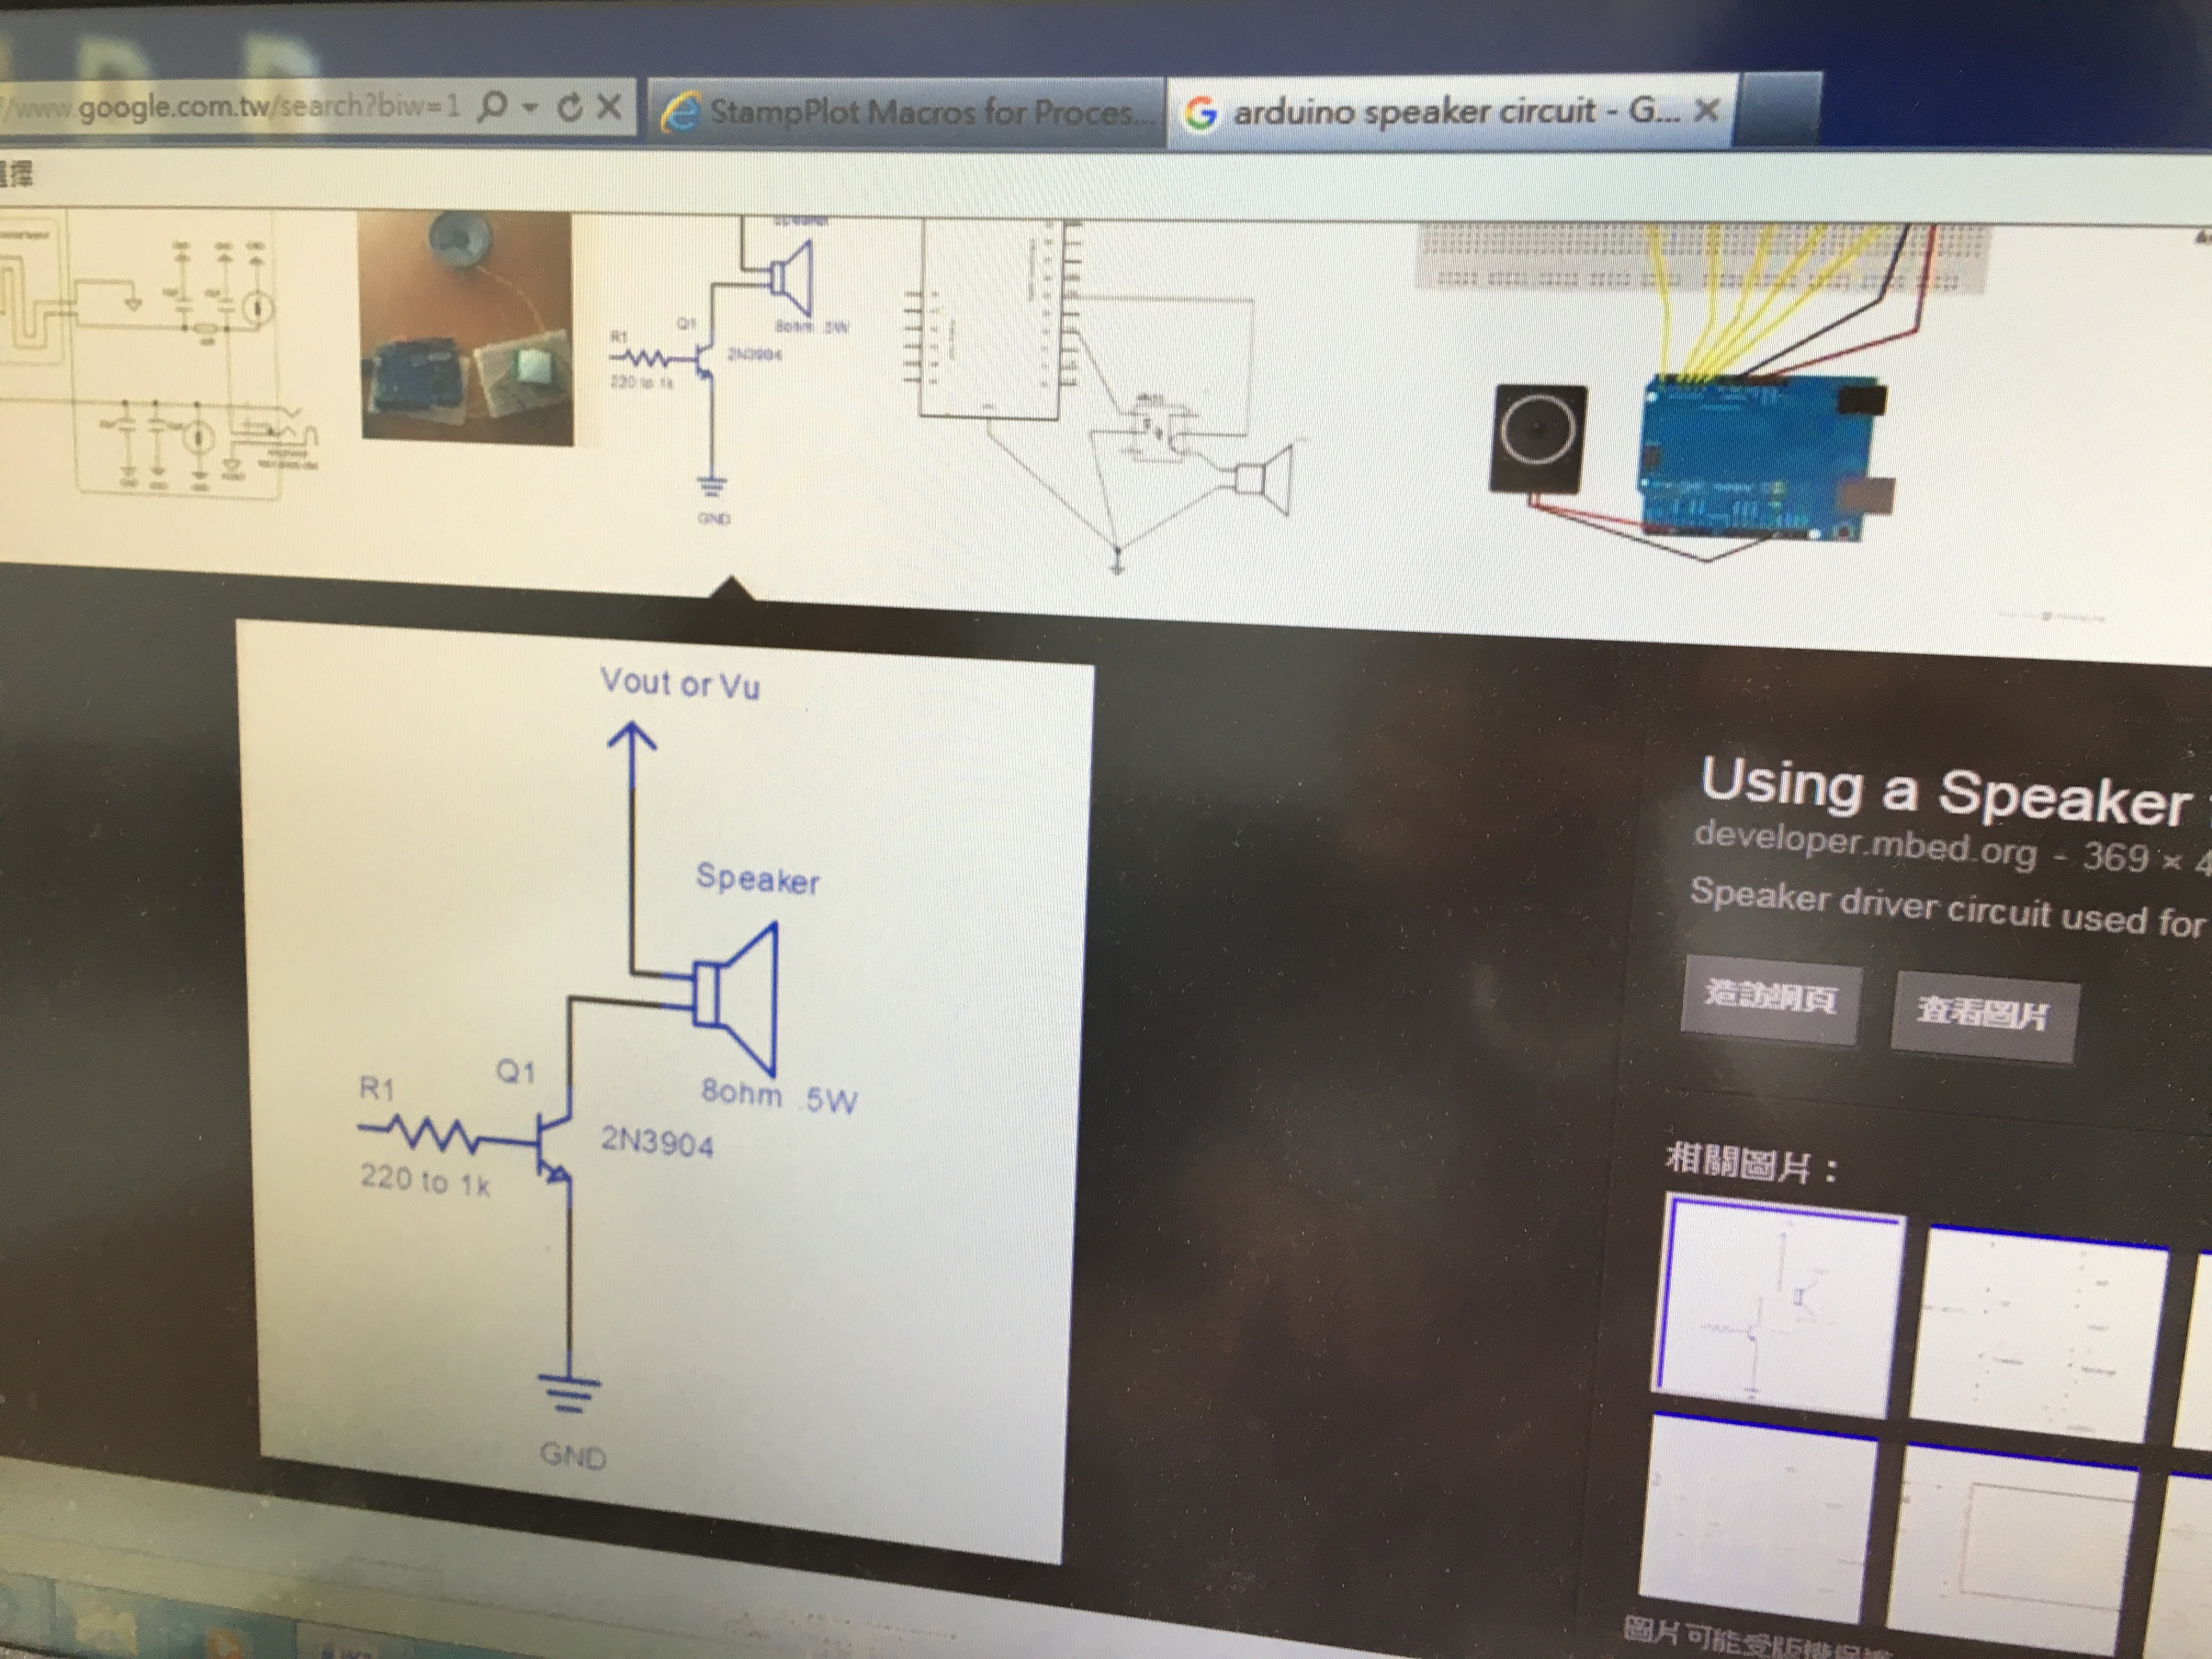 /www.google.com.tw/search?biw=1
StampPlot Macros for Proces...
arduino speaker circuit - G...
Q1
R1
8ohm .5W
2N3904
220 to 1k
GND
Vout or Vu
Speaker
Q1
R1
8ohm .5W
2N3904
220 to 1k
GND
Using a Speaker
developer.mbed.org - 369 × 4
Speaker driver circuit used for
造訪網頁
查看圖片
相關圖片：
圖片可能受版權保護